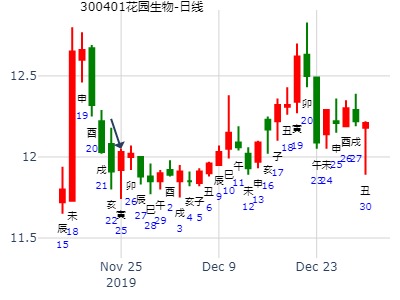 300401花园生物-日线
12.5
12
11.5
辰
15
未
18
申
19
酉
20
戌
21
亥
22
寅
25
卯
26
辰
27
巳
28
午
29
酉
2
戌
3
亥
4
子
5
丑
6
辰
9
巳
10
午
11
未
12
申
13
亥
16
子
17
丑
18
寅
19
卯
20
午
23
未
24
申
25
酉
26
戌
27
丑
30
Nov 25
2019
Dec 9
Dec 23